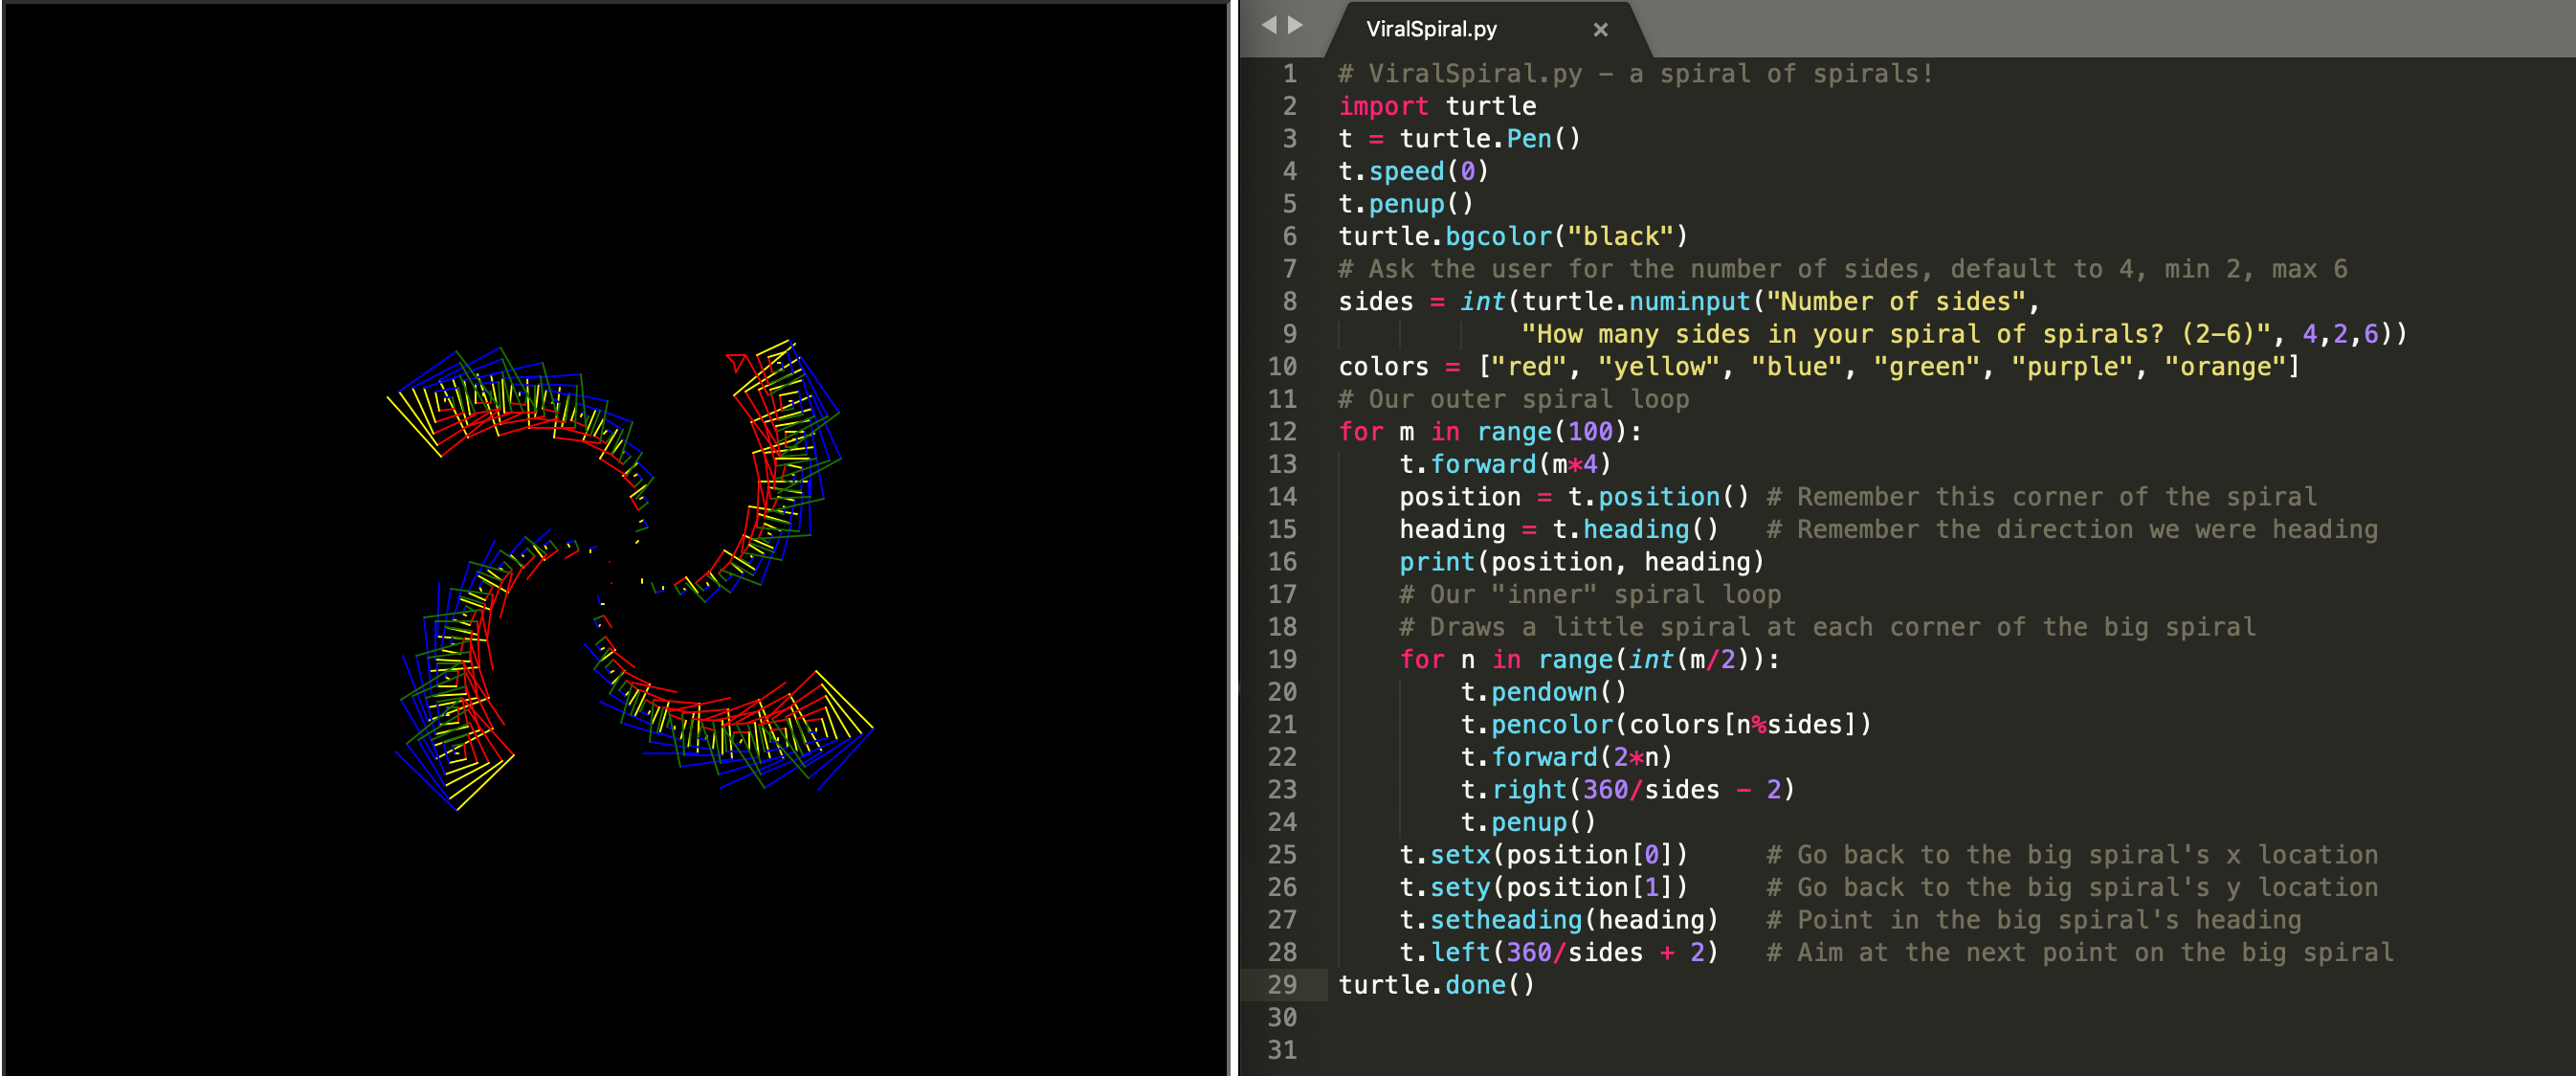 ViralSpiral.py ×
1 # ViralSpiral.py - a spiral of spirals!
2 import turtle
3 t = turtle.Pen()
4 t.speed(0)
5 t.penup()
6 turtle.bgcolor("black")
7 # Ask the user for the number of sides, default to 4, min 2, max 6
8 sides = int(turtle.numinput("Number of sides",
9             "How many sides in your spiral of spirals? (2-6)", 4,2,6))
10 colors = ["red", "yellow", "blue", "green", "purple", "orange"]
11 # Our outer spiral loop
12 for m in range(100):
13     t.forward(m*4)
14     position = t.position() # Remember this corner of the spiral
15     heading = t.heading()   # Remember the direction we were heading
16     print(position, heading)
17     # Our "inner" spiral loop
18     # Draws a little spiral at each corner of the big spiral
19     for n in range(int(m/2)):
20         t.pendown()
21         t.pencolor(colors[n%sides])
22         t.forward(2*n)
23         t.right(360/sides - 2)
24         t.penup()
25     t.setx(position[0])     # Go back to the big spiral's x location
26     t.sety(position[1])     # Go back to the big spiral's y location
27     t.setheading(heading)   # Point in the big spiral's heading
28     t.left(360/sides + 2)   # Aim at the next point on the big spiral
29 turtle.done()
30
31